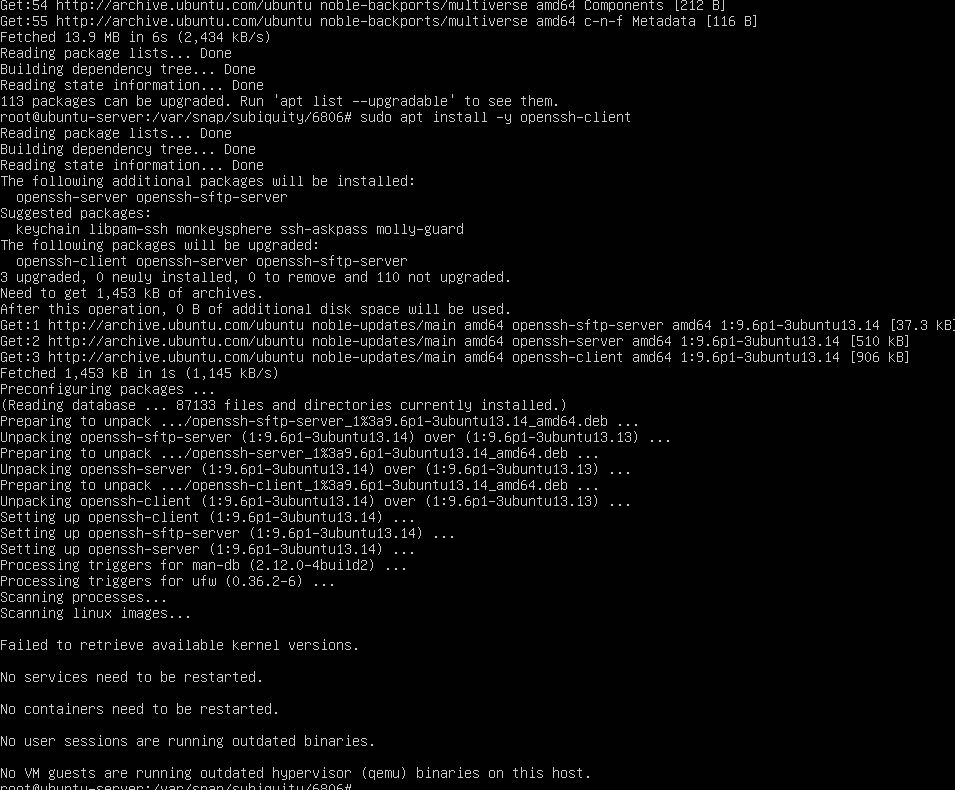 Get:54 http://archive.ubuntu.com/ubuntu noble-backports/multiverse amd64 Components [212 B]
Get:55 http://archive.ubuntu.com/ubuntu noble-backports/multiverse amd64 c-n-f Metadata [116 B]
Fetched 13.9 MB in 6s (2,434 kB/s)
Reading package lists... Done
Building dependency tree... Done
Reading state information... Done
113 packages can be upgraded. Run 'apt list --upgradable' to see them.
root@ubuntu-server:/var/snap/subiquity/6806# sudo apt install -y openssh-client
Reading package lists... Done
Building dependency tree... Done
Reading state information... Done
The following additional packages will be installed:
  openssh-server openssh-sftp-server
Suggested packages:
  keychain libpam-ssh monkeysphere ssh-askpass molly-guard
The following packages will be upgraded:
  openssh-client openssh-server openssh-sftp-server
3 upgraded, 0 newly installed, 0 to remove and 110 not upgraded.
Need to get 1,453 kB of archives.
After this operation, 0 B of additional disk space will be used.
Get:1 http://archive.ubuntu.com/ubuntu noble-updates/main amd64 openssh-sftp-server amd64 1:9.6p1-3ubuntu13.14 [37.3 kB]
Get:2 http://archive.ubuntu.com/ubuntu noble-updates/main amd64 openssh-server amd64 1:9.6p1-3ubuntu13.14 [510 kB]
Get:3 http://archive.ubuntu.com/ubuntu noble-updates/main amd64 openssh-client amd64 1:9.6p1-3ubuntu13.14 [906 kB]
Fetched 1,453 kB in 1s (1,145 kB/s)
Preconfiguring packages ...
(Reading database ... 87133 files and directories currently installed.)
Preparing to unpack .../openssh-sftp-server_1%3a9.6p1-3ubuntu13.14_amd64.deb ...
Unpacking openssh-sftp-server (1:9.6p1-3ubuntu13.14) over (1:9.6p1-3ubuntu13.13) ...
Preparing to unpack .../openssh-server_1%3a9.6p1-3ubuntu13.14_amd64.deb ...
Unpacking openssh-server (1:9.6p1-3ubuntu13.14) over (1:9.6p1-3ubuntu13.13) ...
Preparing to unpack .../openssh-client_1%3a9.6p1-3ubuntu13.14_amd64.deb ...
Unpacking openssh-client (1:9.6p1-3ubuntu13.14) over (1:9.6p1-3ubuntu13.13) ...
Setting up openssh-client (1:9.6p1-3ubuntu13.14) ...
Setting up openssh-sftp-server (1:9.6p1-3ubuntu13.14) ...
Setting up openssh-server (1:9.6p1-3ubuntu13.14) ...
Processing triggers for man-db (2.12.0-4build2) ...
Processing triggers for ufw (0.36.2-6) ...
Scanning processes...
Scanning linux images...
Failed to retrieve available kernel versions.
No services need to be restarted.
No containers need to be restarted.
No user sessions are running outdated binaries.
No VM guests are running outdated hypervisor (qemu) binaries on this host.
root@ubuntu-server:/var/snap/subiquity/6806#